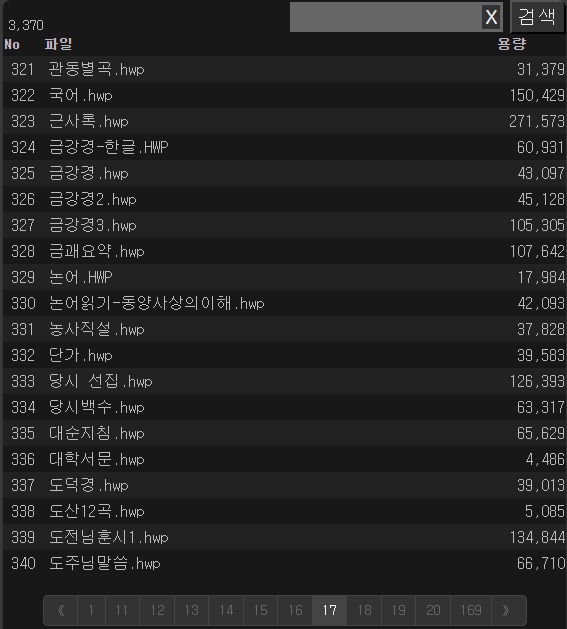 3,370 X 검색
No 파일 용량
321 관동별곡.hwp 31,379
322 국어.hwp 150,429
323 근사록.hwp 271,573
324 금강경-한글.HWP 60,931
325 금강경.hwp 43,097
326 금강경2.hwp 45,128
327 금강경3.hwp 105,305
328 금괘요약.hwp 107,642
329 논어.HWP 17,984
330 논어읽기-동양사상의이해.hwp 42,093
331 농사직설.hwp 37,828
332 단가.hwp 39,583
333 당시 선집.hwp 126,393
334 당시백수.hwp 63,317
335 대순지침.hwp 65,629
336 대학서문.hwp 4,486
337 도덕경.hwp 39,013
338 도산12곡.hwp 5,085
339 도전님훈시1.hwp 134,844
340 도주님말씀.hwp 66,710
《 1 11 12 13 14 15 16 17 18 19 20 169 》